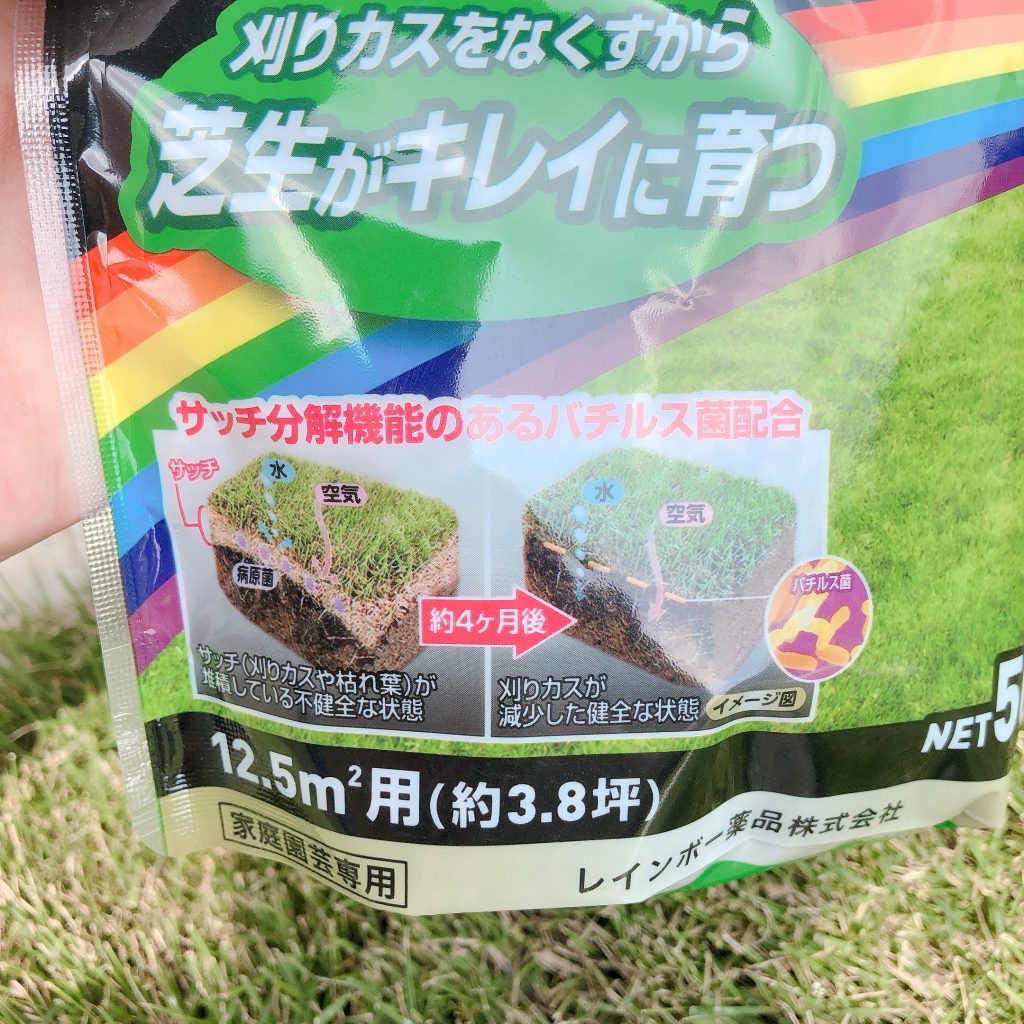 刈りカスをなくすから
芝生がキレイに育つ
サッチ分解機能のあるバチルス菌配合
サッチ
水
空気
病原菌
サッチ(刈りカスや枯れ葉)が
堆積している不健全な状態
約4ヶ月後
水
空気
バチルス菌
刈りカスが
減少した健全な状態
イメージ図
NET
12.5m²用(約3.8坪)
家庭園芸専用
レインボー薬品株式会社